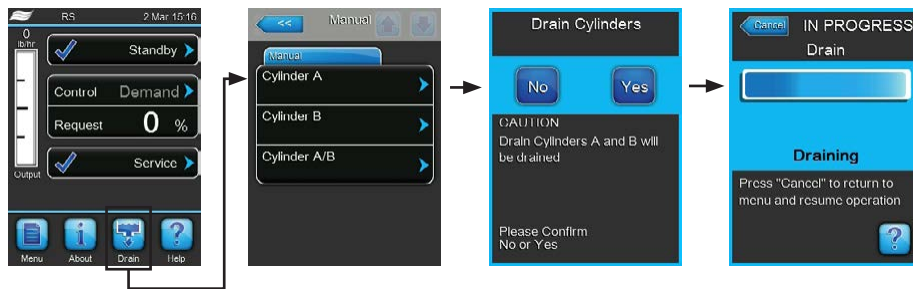 RS 2 Mar 15:16
0
lb/hr
Standby
Control Demand
Request 0 %
Service
Output
Menu About Drain Help
<< Manual
Manual
Cylinder A
Cylinder B
Cylinder A/B
Drain Cylinders
No Yes
CAUTION
Drain Cylinders A and B will
be drained
Please Confirm
No or Yes
Cancel IN PROGRESS
Drain
Draining
Press "Cancel" to return to
menu and resume operation
?